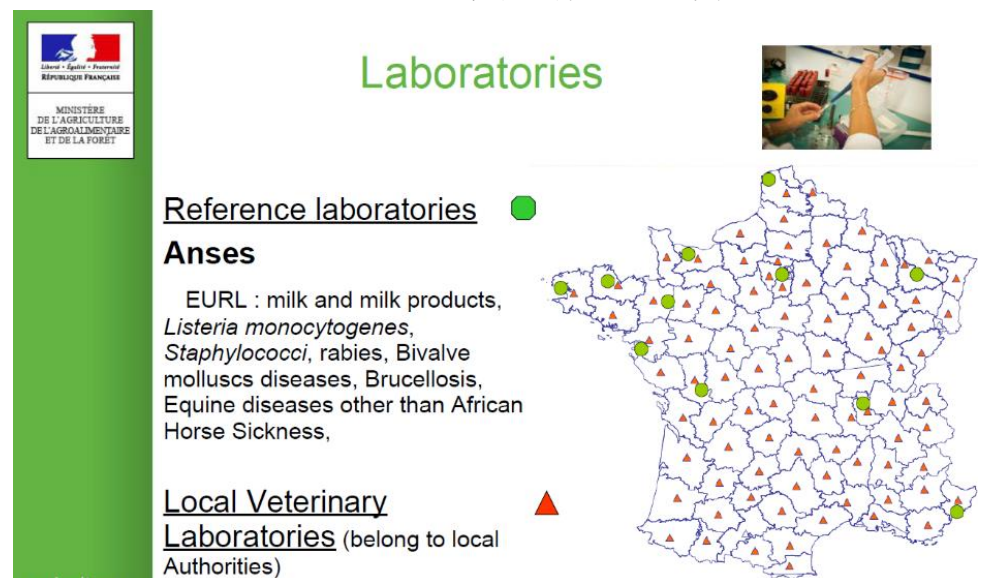 Liberté • Égalité • Fraternité
RÉPUBLIQUE FRANÇAISE
MINISTÈRE
DE L'AGRICULTURE
DE L'AGROALIMENTAIRE
ET DE LA FORÊT
Laboratories
Reference laboratories
Anses
EURL : milk and milk products,
Listeria monocytogenes,
Staphylococci, rabies, Bivalve
molluscs diseases, Brucellosis,
Equine diseases other than African
Horse Sickness,
Local Veterinary
Laboratories (belong to local
Authorities)